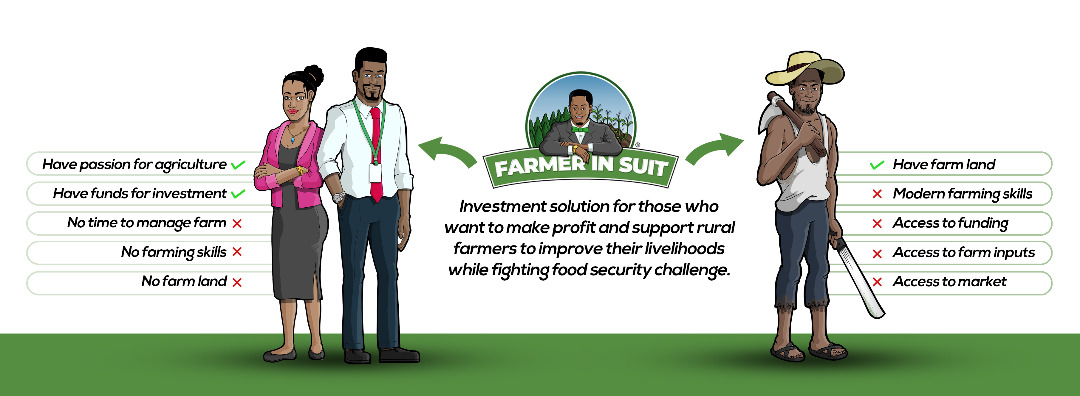 Have passion for agriculture
Have funds for investment
No time to manage farm
No farming skills
No farm land
FARMER IN SUIT
®
Investment solution for those who
want to make profit and support rural
farmers to improve their livelihoods
while fighting food security challenge.
Have farm land
Modern farming skills
Access to funding
Access to farm inputs
Access to market